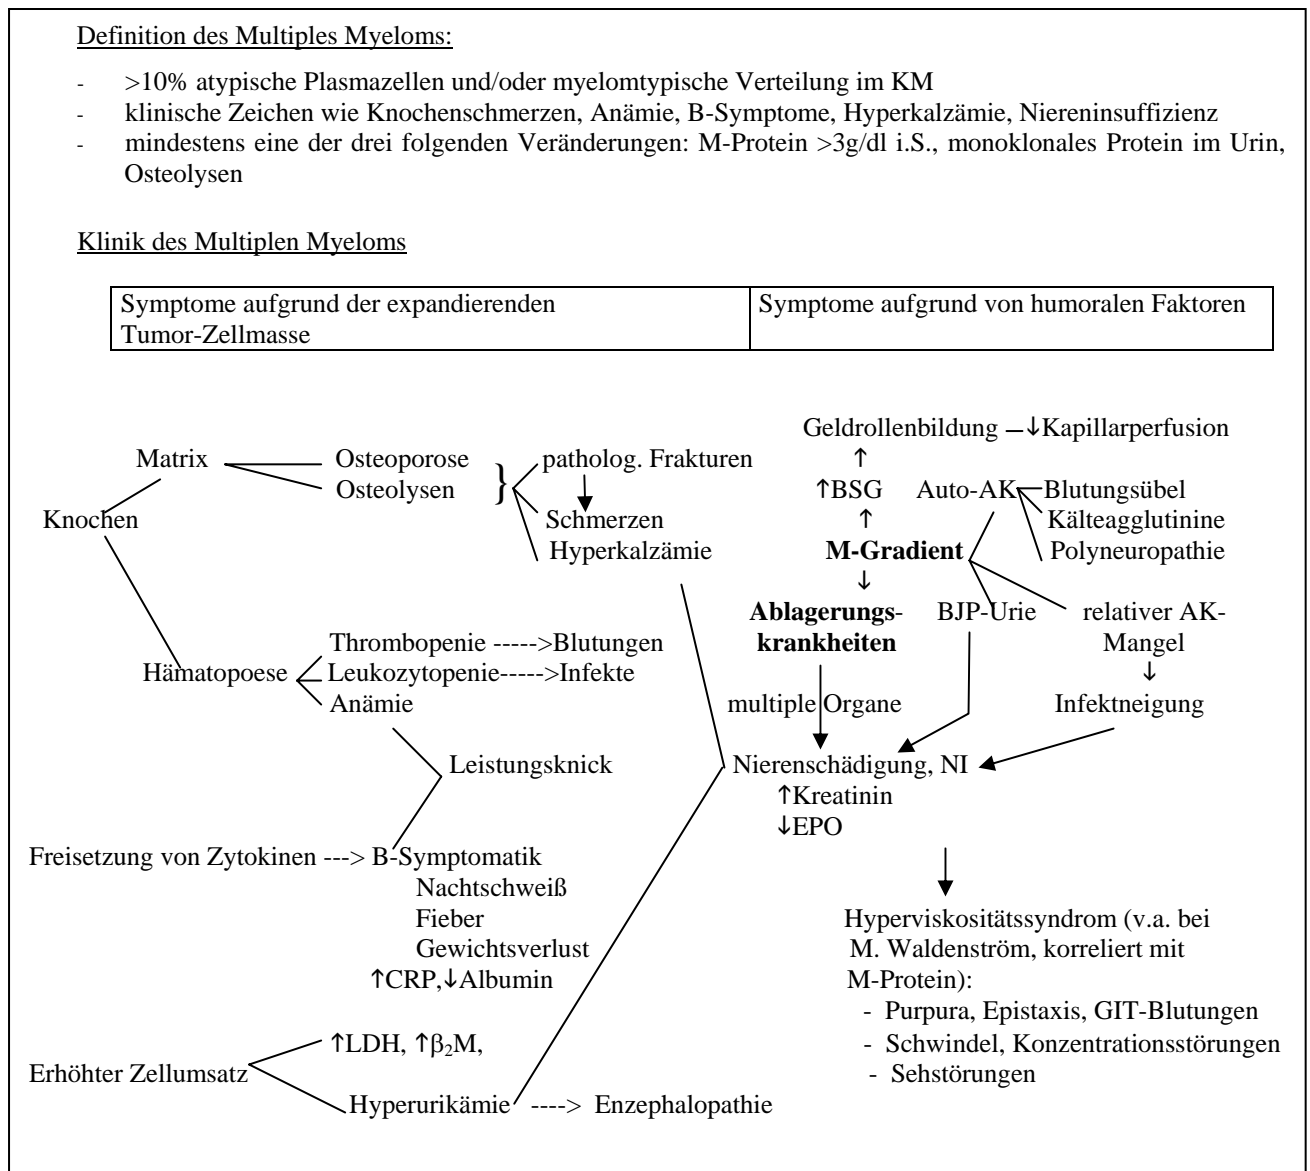 Definition des Multiples Myeloms:
- >10% atypische Plasmazellen und/oder myelomtypische Verteilung im KM
- klinische Zeichen wie Knochenschmerzen, Anämie, B-Symptome, Hyperkalzämie, Niereninsuffizienz
- mindestens eine der drei folgenden Veränderungen: M-Protein >3g/dl i.S., monoklonales Protein im Urin,
Osteolysen
Klinik des Multiplen Myeloms
Symptome aufgrund der expandierenden
Tumor-Zellmasse
Symptome aufgrund von humoralen Faktoren
Knochen
Matrix
Osteoporose
Osteolysen
}
patholog. Frakturen
Schmerzen
Hyperkalzämie
Hämatopoese
Thrombopenie ----->Blutungen
Leukozytopenie----->Infekte
Anämie
Leistungsknick
Freisetzung von Zytokinen ---> B-Symptomatik
Nachtschweiß
Fieber
Gewichtsverlust
↑CRP,↓Albumin
Erhöhter Zellumsatz
↑LDH, ↑β₂M,
Hyperurikämie ----> Enzephalopathie
Geldrollenbildung –↓Kapillarperfusion
↑
↑BSG
↑
M-Gradient
↓
Auto-AK
Blutungsübel
Kälteagglutinine
Polyneuropathie
Ablagerungs-
krankheiten
BJP-Urie
relativer AK-
Mangel
↓
Infektneigung
multiple Organe
Nierenschädigung, NI
↑Kreatinin
↓EPO
Hyperviskositätssyndrom (v.a. bei
M. Waldenström, korreliert mit
M-Protein):
- Purpura, Epistaxis, GIT-Blutungen
- Schwindel, Konzentrationsstörungen
- Sehstörungen